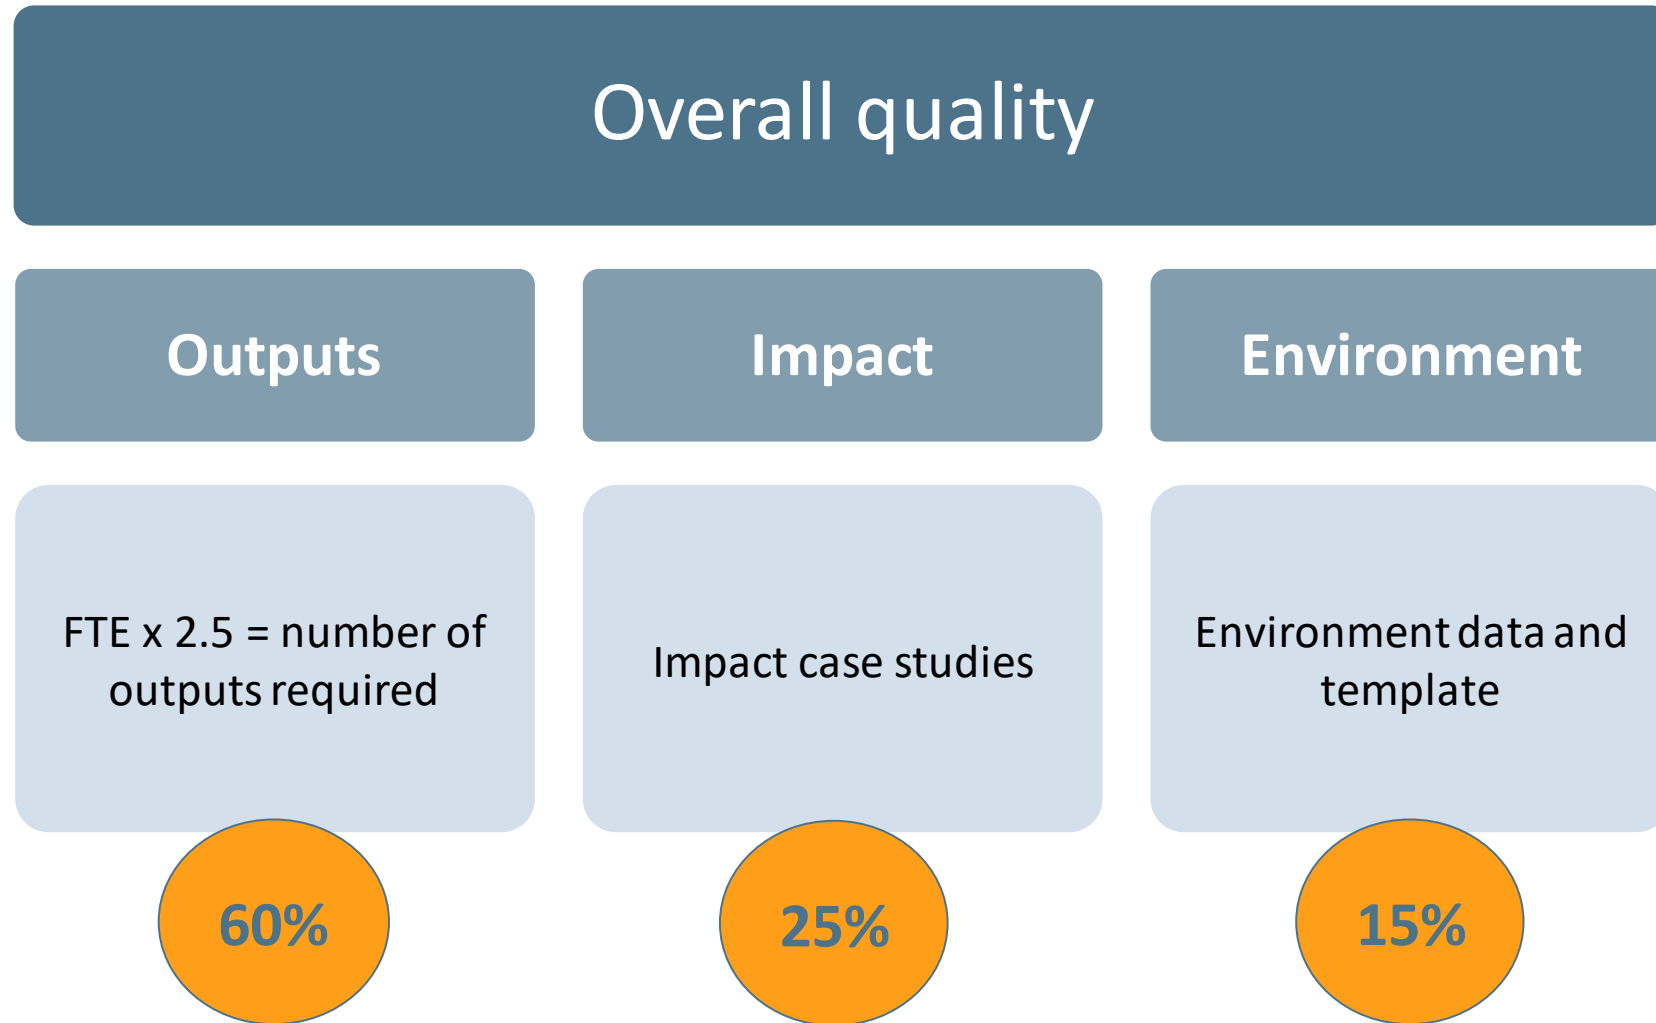 Overall quality
Outputs
Impact
Environment
FTE x 2.5 = number of
outputs required
Impact case studies
Environment data and
template
60%
25%
15%